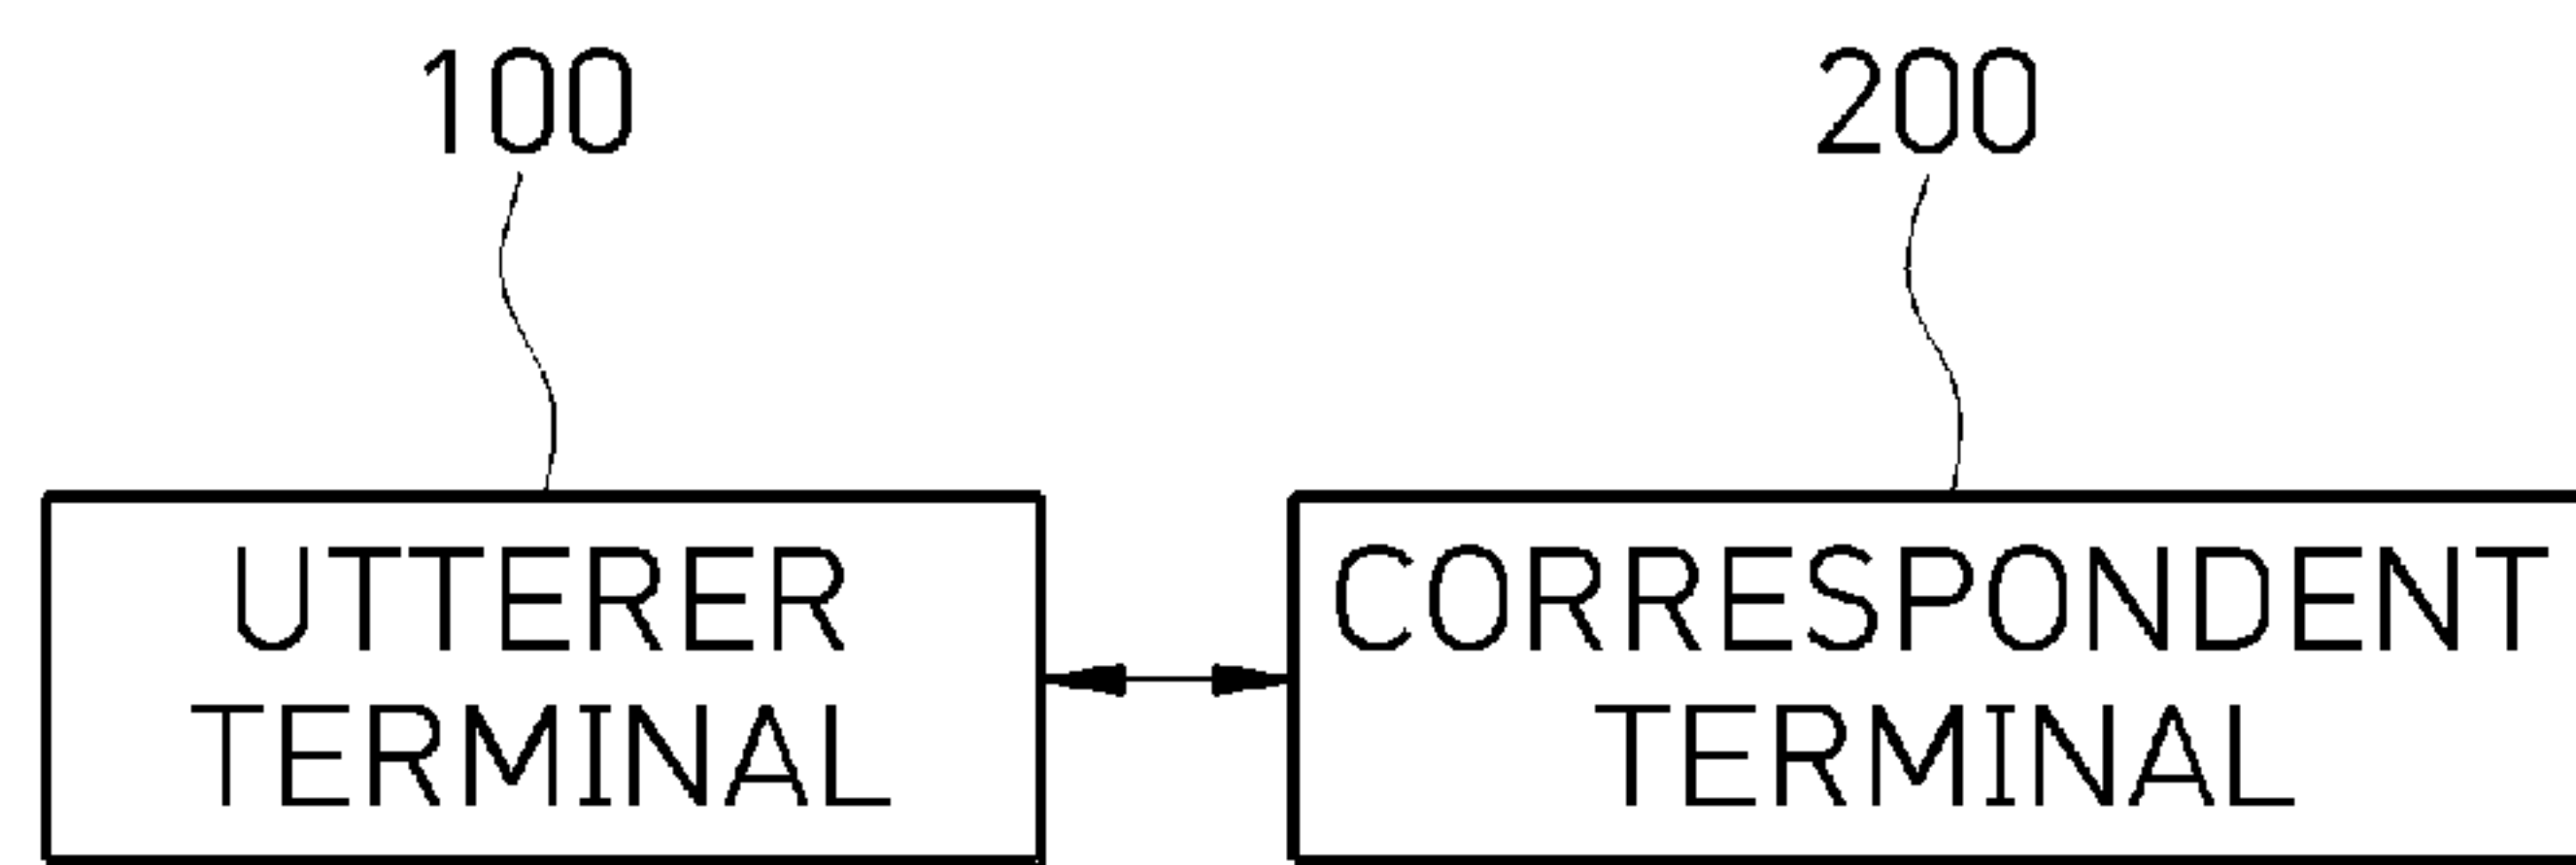 100
200
UTTERER
TERMINAL
CORRESPONDENT
TERMINAL